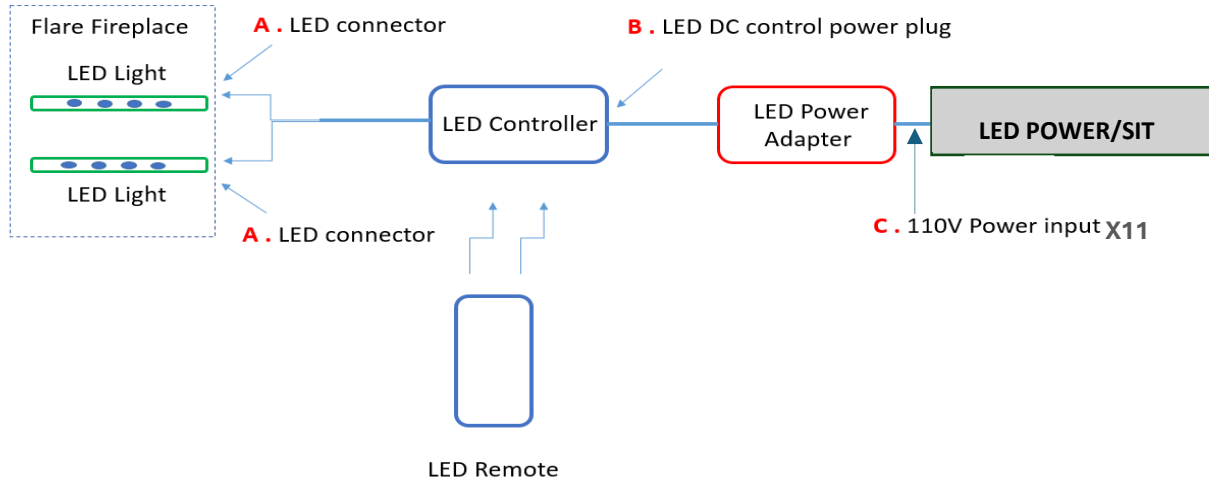 Flare Fireplace
A . LED connector
B . LED DC control power plug
LED Light
LED Controller
LED Power
Adapter
LED POWER/SIT
LED Light
A . LED connector
C . 110V Power input X11
LED Remote